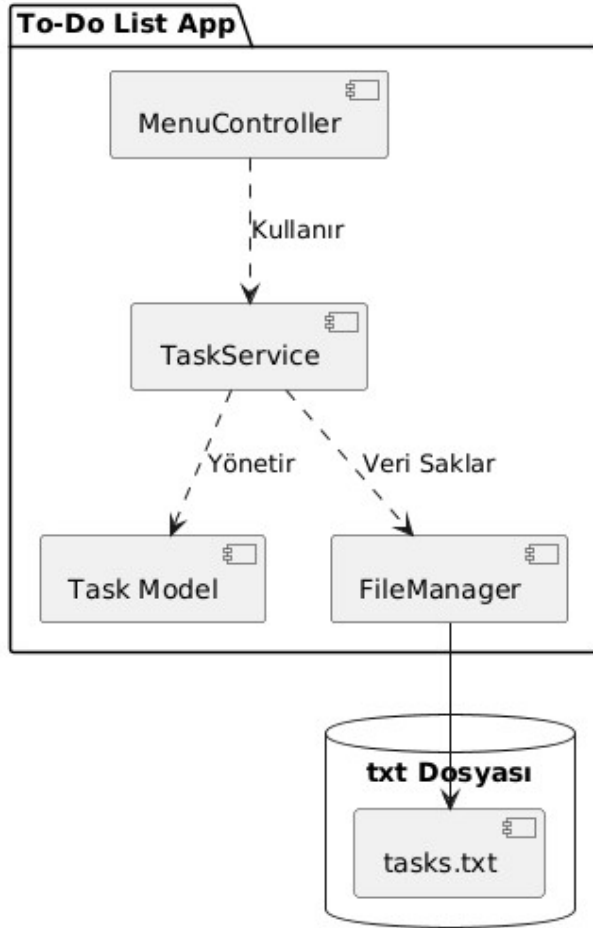 To-Do List App
MenuController
Kullanır
TaskService
Yönetir
Veri Saklar
Task Model
FileManager
txt Dosyası
tasks.txt